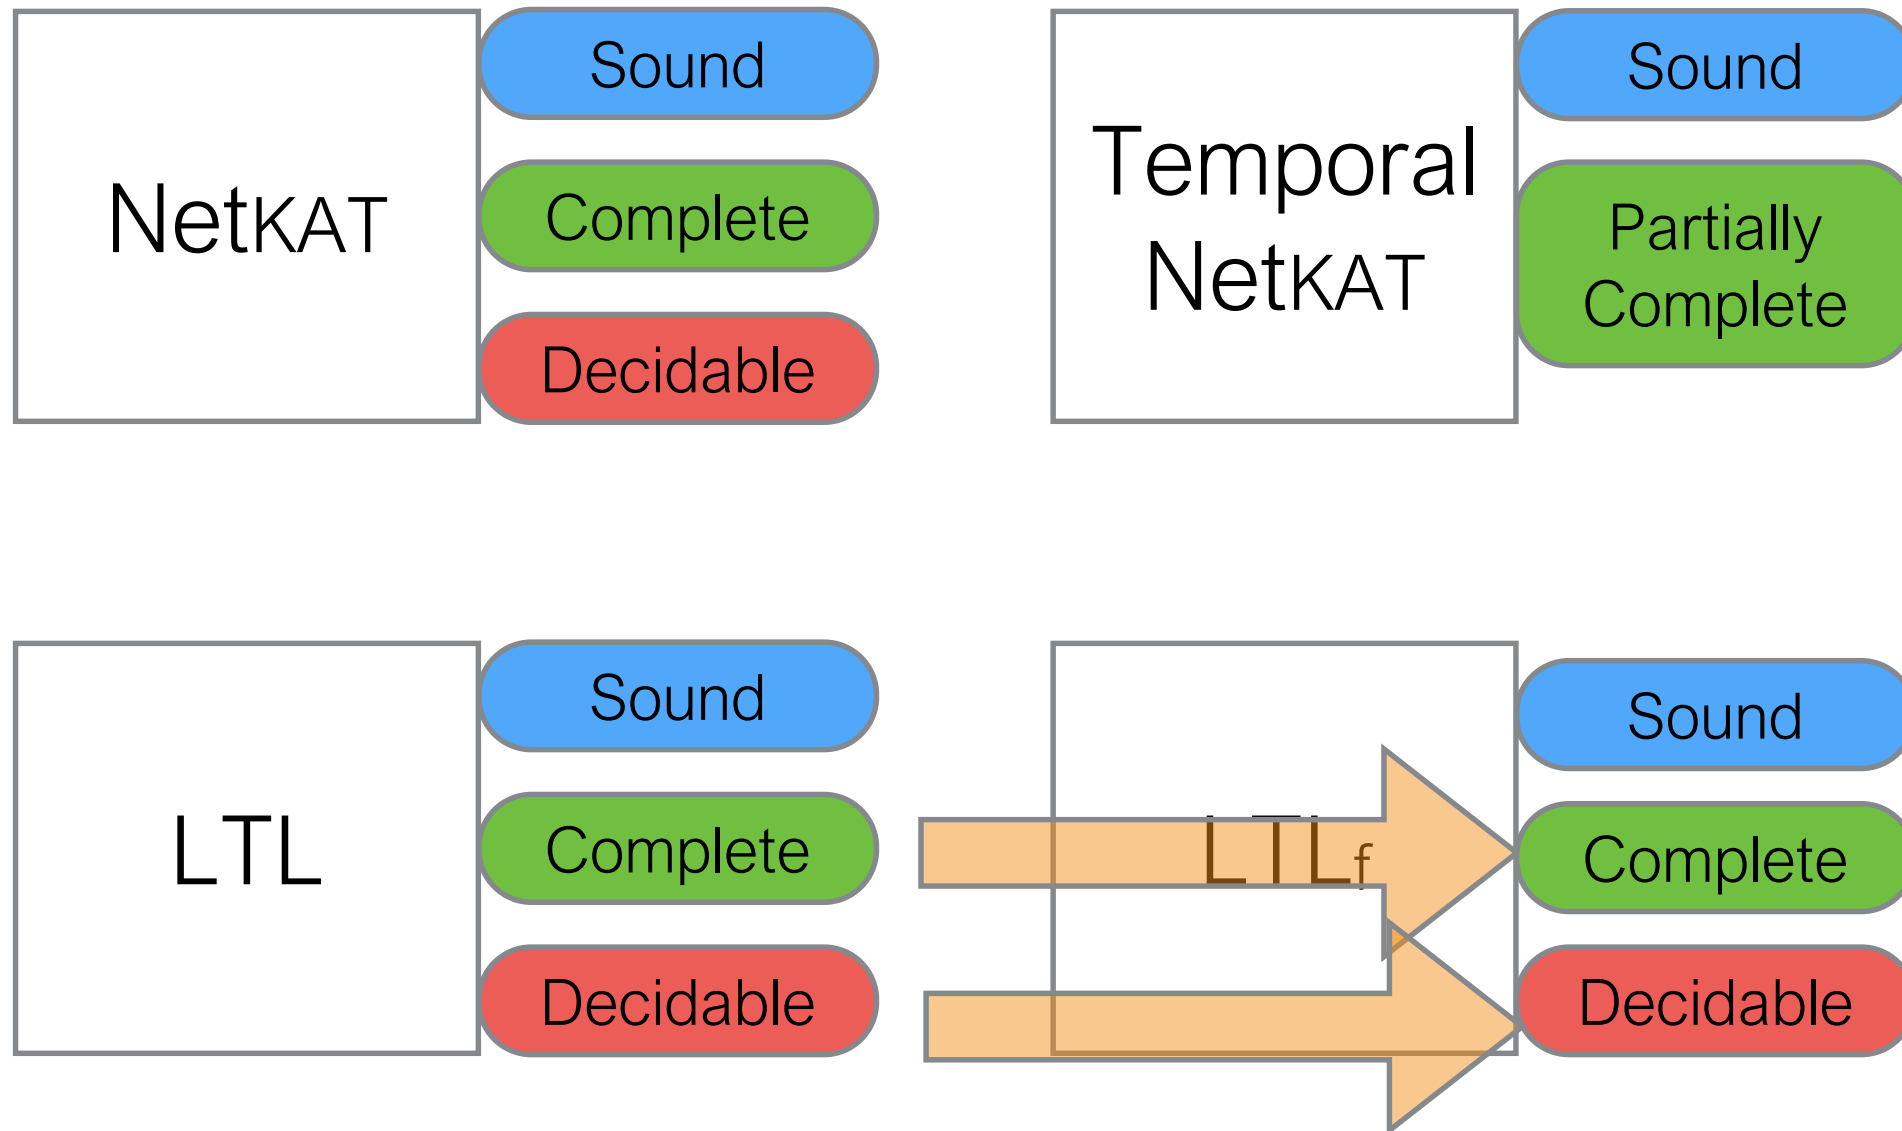 NetKAT
Sound
Complete
Decidable
Temporal
NetKAT
Sound
Partially
Complete
LTL
Sound
Complete
Decidable
LTLf
Sound
Complete
Decidable